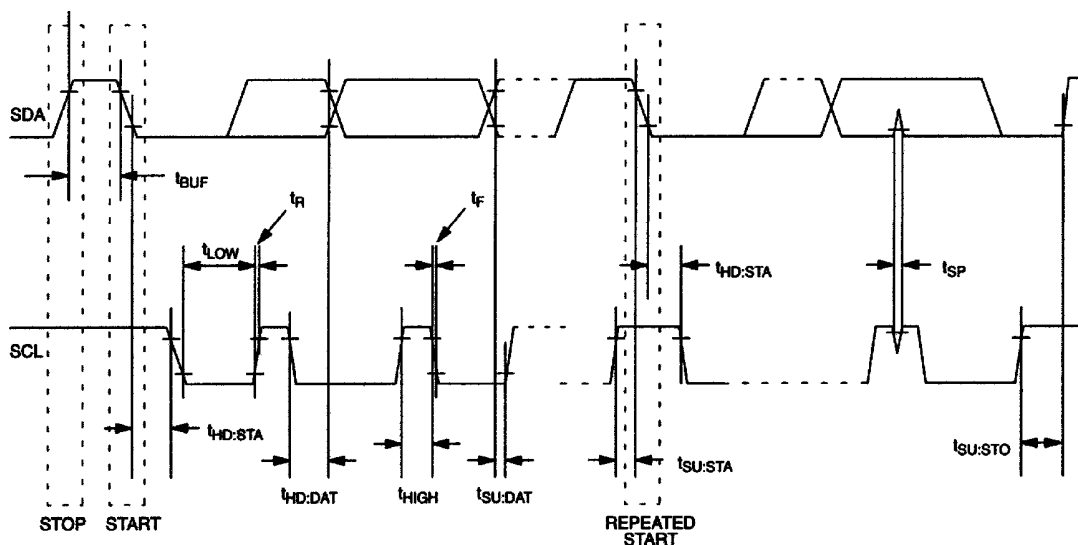 SDA
tBUF
tR
tF
tLOW
tHD:STA
tSP
SCL
tHD:STA
tSU:STA
tSU:STO
tHD:DAT
tHIGH
tSU:DAT
STOP
START
REPEATED
START